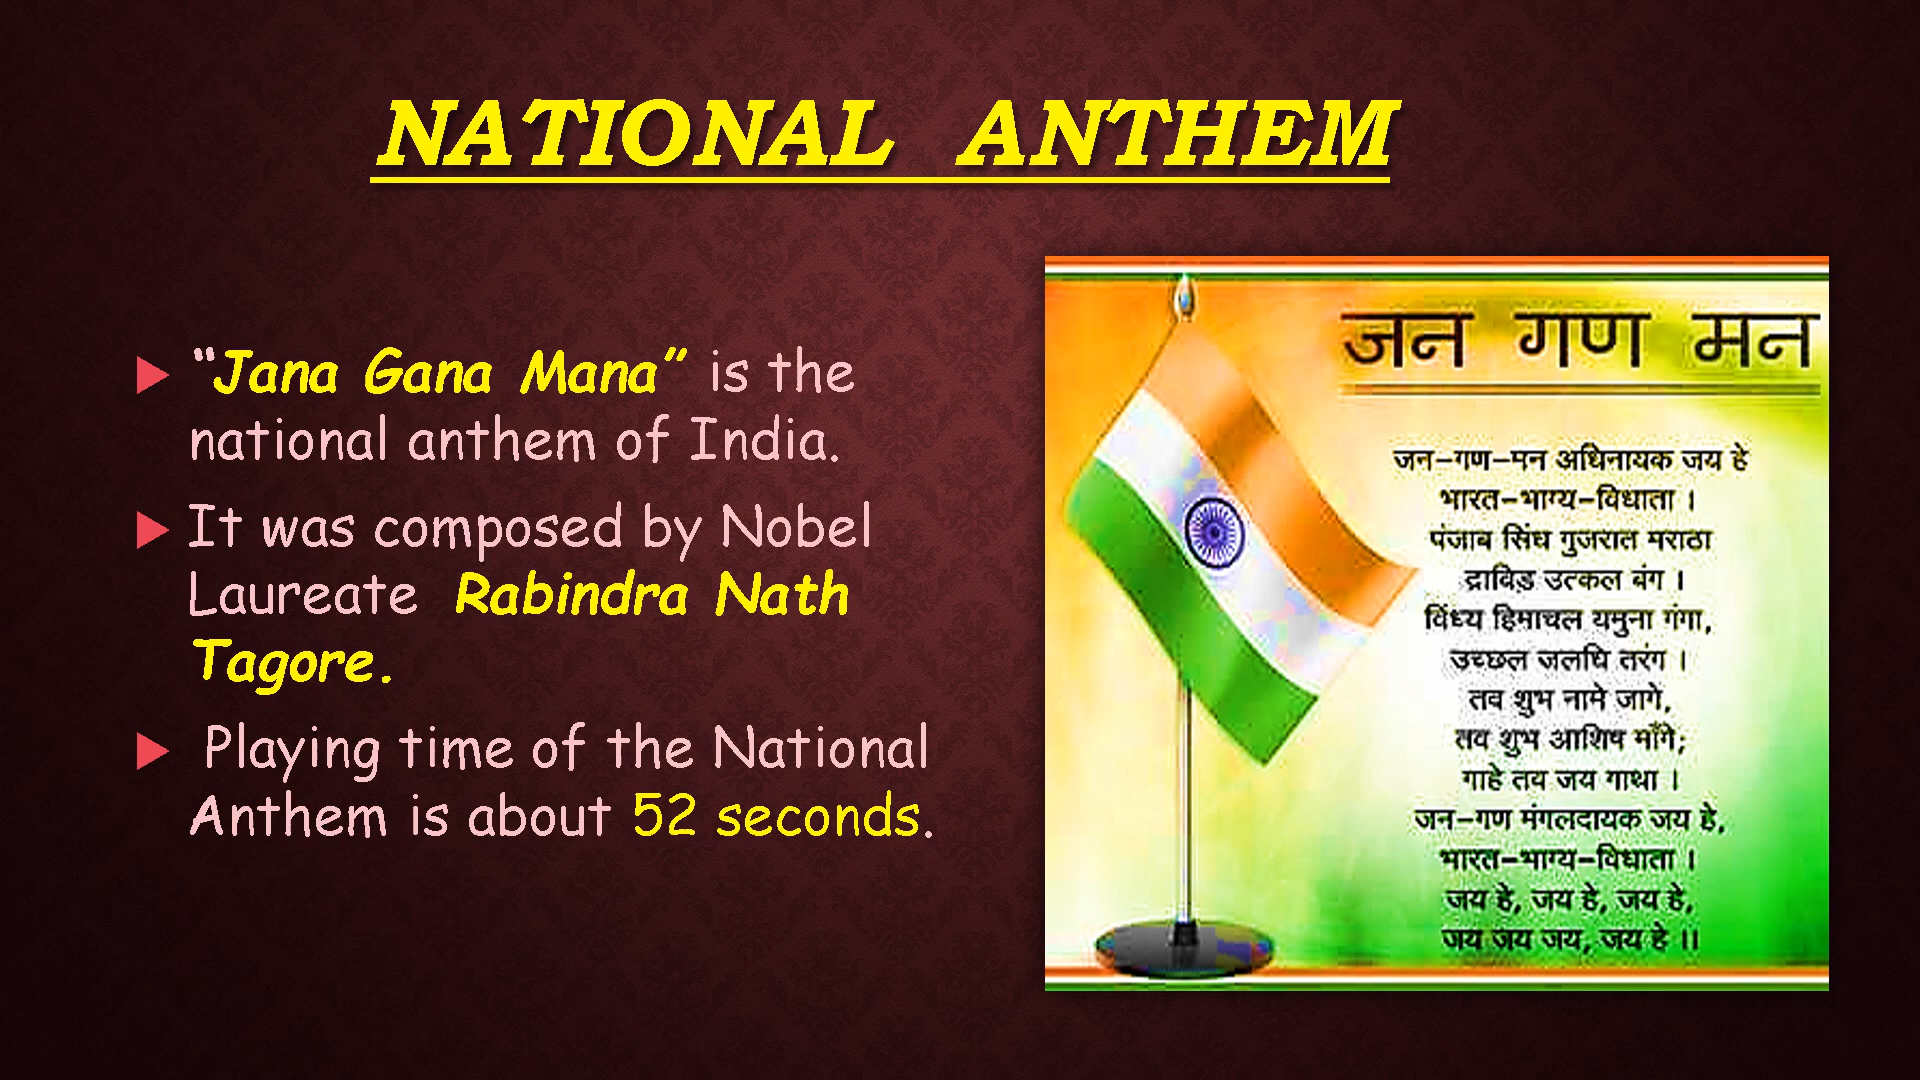 NATIONAL ANTHEM
“Jana Gana Mana” is the
national anthem of India.
It was composed by Nobel
Laureate Rabindra Nath
Tagore.
Playing time of the National
Anthem is about 52 seconds.
जन गण मन
जन-गण-मन अधिनायक जय हे
भारत-भाग्य-विधाता ।
पंजाब सिंध गुजरात मराठा
द्राबिड़ उत्कल बंग ।
विंध्य हिमाचल यमुना गंगा,
उच्छल जलधि तरंग ।
तव शुभ नामे जागे,
तव शुभ आशिष माँगे;
गाहे तव जय गाथा ।
जन-गण मंगलदायक जय हे,
भारत-भाग्य-विधाता ।
जय हे, जय हे, जय हे,
जय जय जय, जय हे ।।